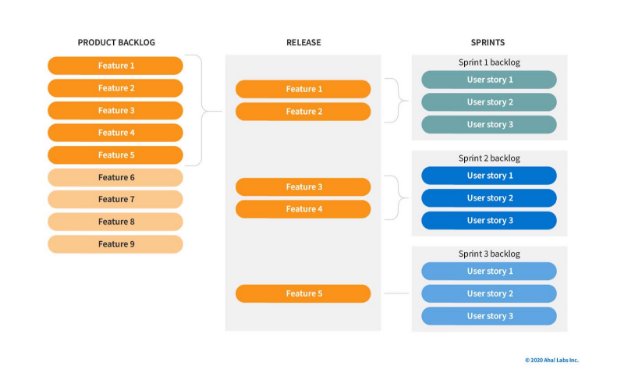 PRODUCT BACKLOG
Feature 1
Feature 2
Feature 3
Feature 4
Feature 5
Feature 6
Feature 7
Feature 8
Feature 9
RELEASE
Feature 1
Feature 2
Feature 3
Feature 4
Feature 5
SPRINTS
Sprint 1 backlog
User story 1
User story 2
User story 3
Sprint 2 backlog
User story 1
User story 2
User story 3
Sprint 3 backlog
User story 1
User story 2
User story 3
© 2020 Aha! Labs Inc.